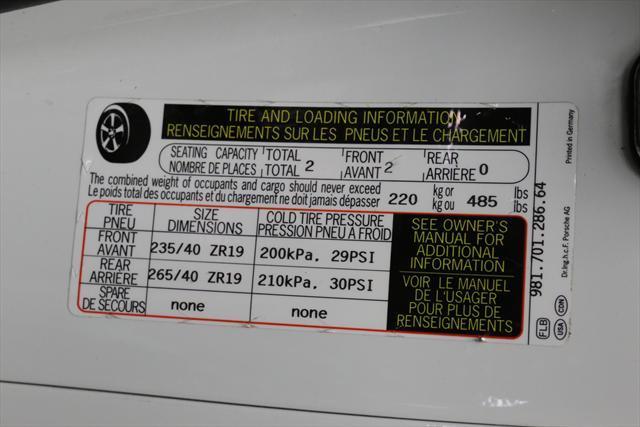 TIRE AND LOADING INFORMATION
RENSEIGNEMENTS SUR LES PNEUS ET LE CHARGEMENT
SEATING CAPACITY TOTAL 2 FRONT 2 REAR 0
NOMBRE DE PLACES TOTAL AVANT ARRIÈRE
The combined weight of occupants and cargo should never exceed 220 kg or 485 lbs
Le poids total des occupants et du chargement ne doit jamais dépasser kg ou lbs
TIRE SIZE COLD TIRE PRESSURE
PNEU DIMENSIONS PRESSION PNEU A FROID
FRONT
AVANT 235/40 ZR19 200kPa. 29PSI
REAR
ARRIÈRE 265/40 ZR19 210kPa. 30PSI
SPARE
DE SECOURS none none
SEE OWNER'S
MANUAL FOR
ADDITIONAL
INFORMATION
VOIR LE MANUEL
DE L'USAGER
POUR PLUS DE
RENSEIGNEMENTS
981.701.286.64
Dr.Ing.h.c.F. Porsche AG
Printed in Germany
FLB
USA
CDN